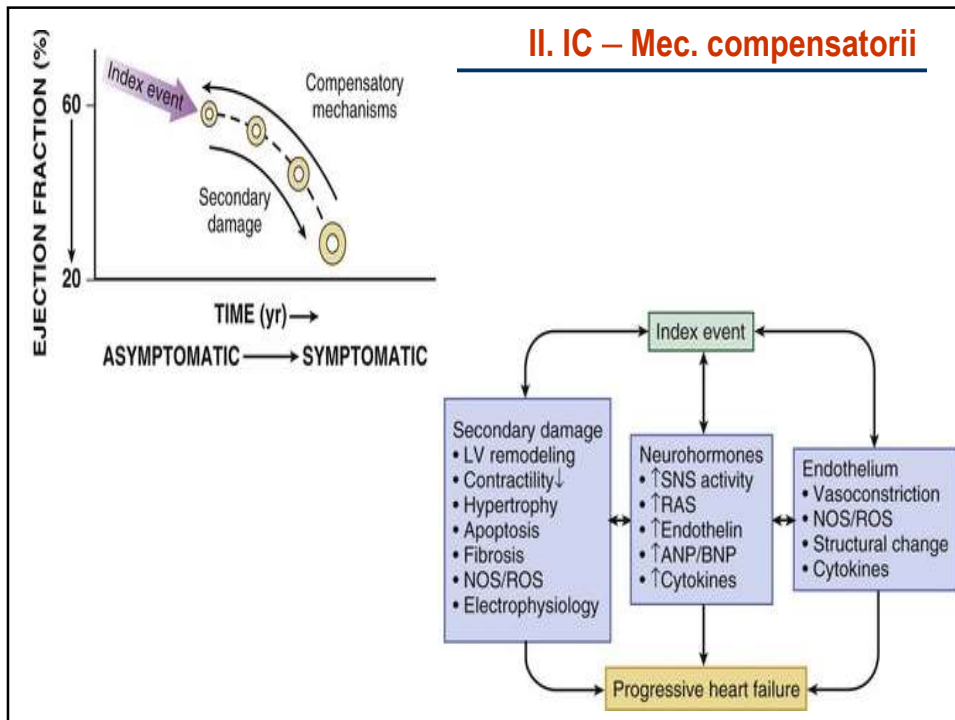 II. IC – Mec. compensatorii
EJECTION FRACTION (%)
60
20
Index event
Compensatory
mechanisms
Secondary
damage
TIME (yr) →
ASYMPTOMATIC → SYMPTOMATIC
Index event
Secondary damage
• LV remodeling
• Contractility↓
• Hypertrophy
• Apoptosis
• Fibrosis
• NOS/ROS
• Electrophysiology
Neurohormones
• ↑SNS activity
• ↑RAS
• ↑Endothelin
• ↑ANP/BNP
• ↑Cytokines
Endothelium
• Vasoconstriction
• NOS/ROS
• Structural change
• Cytokines
Progressive heart failure